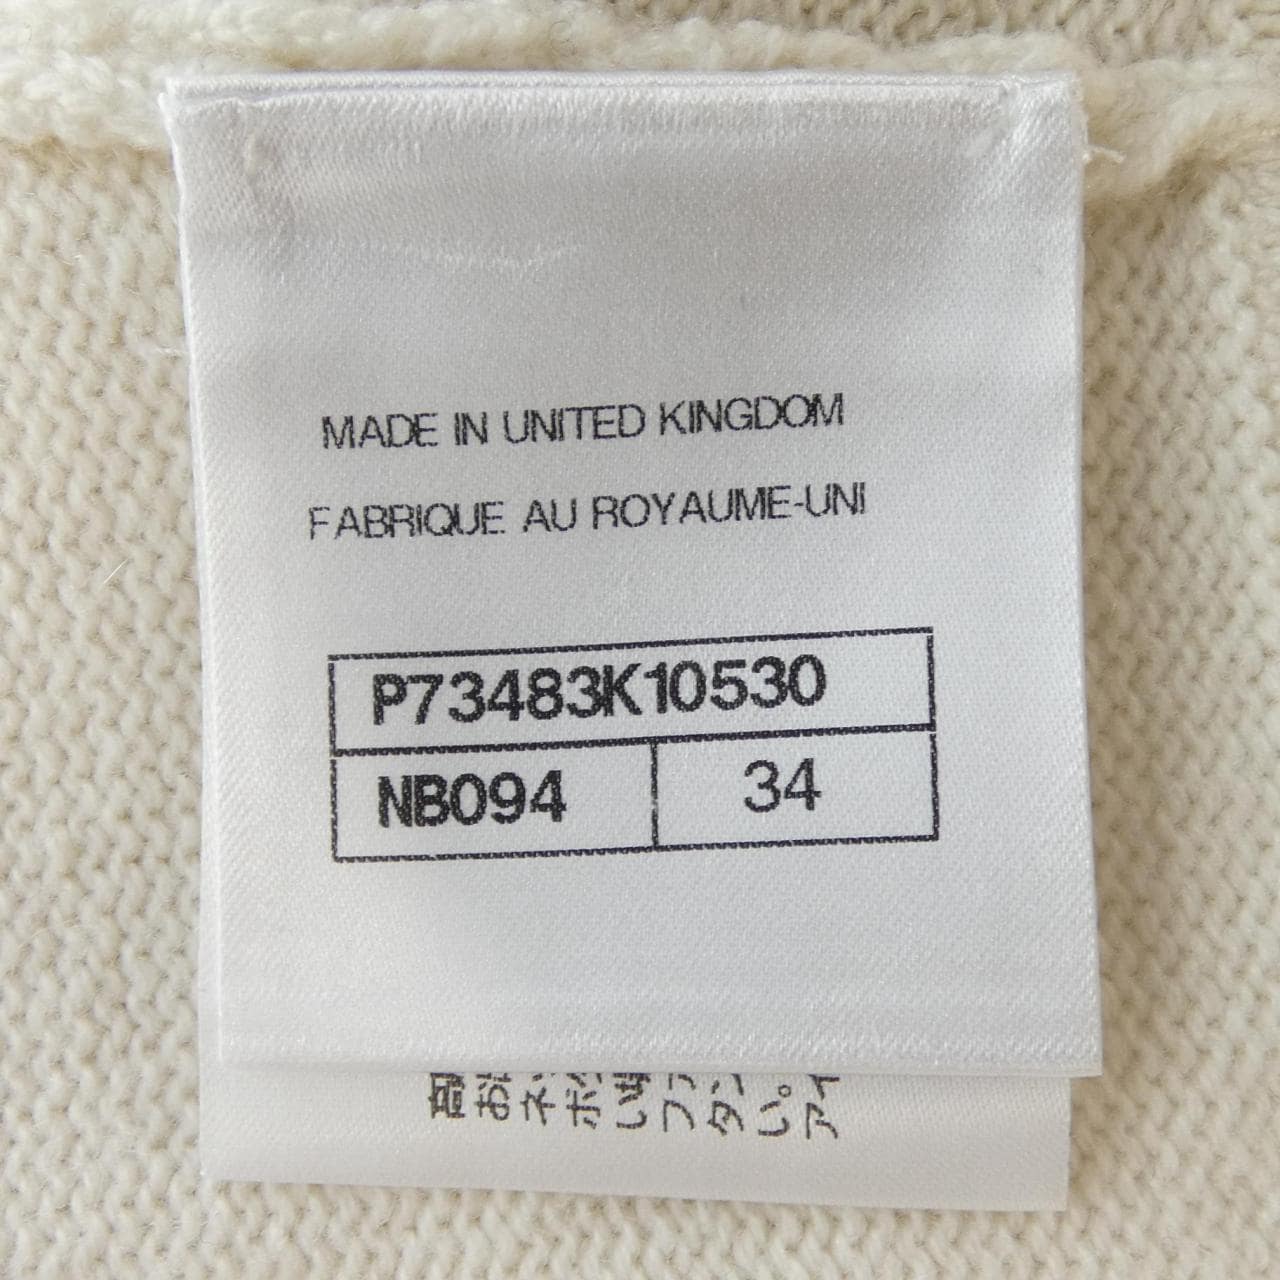 MADE IN UNITED KINGDOM
FABRIQUE AU ROYAUME-UNI
P73483K10530
NB094 34